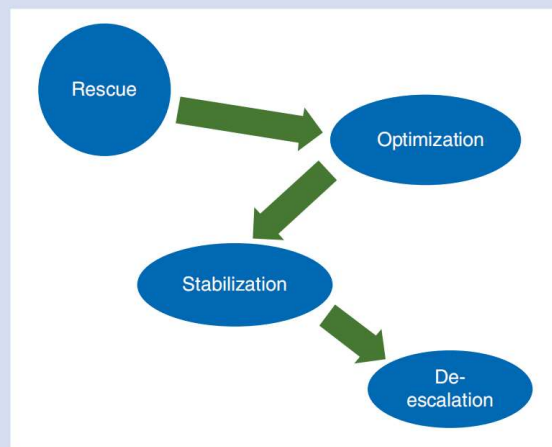 Rescue
Optimization
Stabilization
De-
escalation